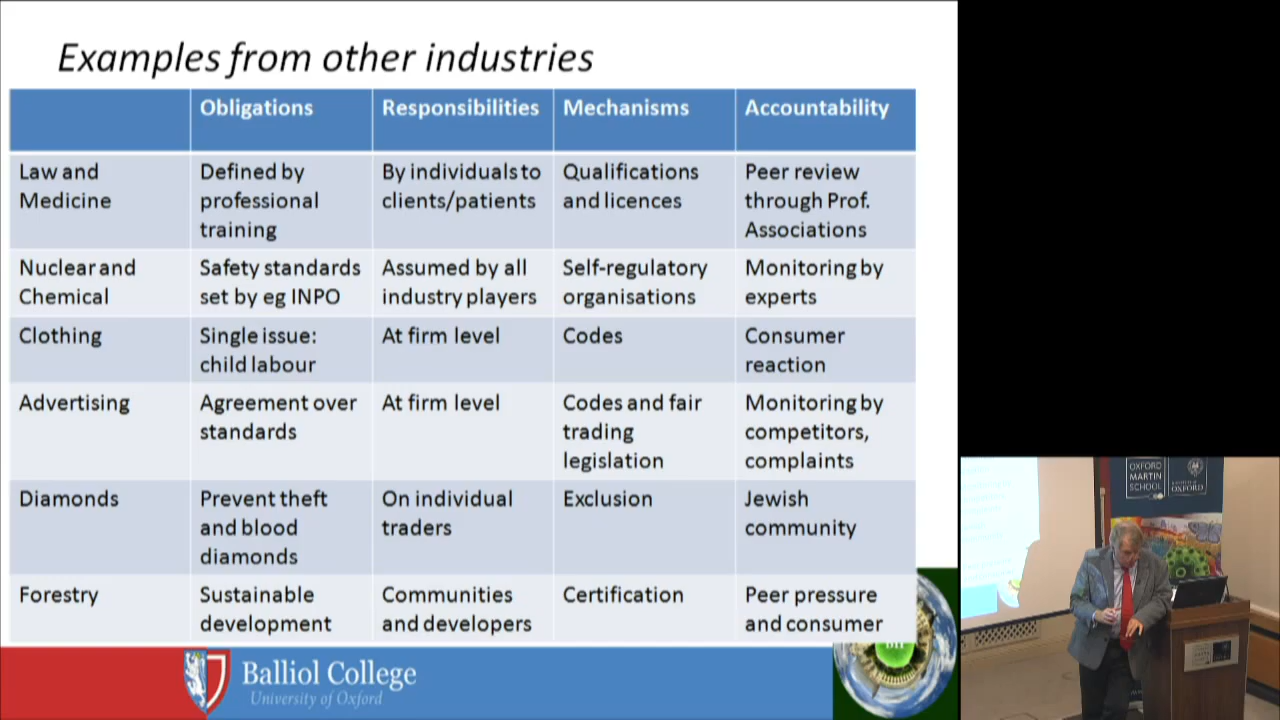 Examples from other industries
Obligations Responsibilities Mechanisms Accountability
Law and Medicine Defined by professional training By individuals to clients/patients Qualifications and licences Peer review through Prof. Associations
Nuclear and Chemical Safety standards set by eg INPO Assumed by all industry players Self-regulatory organisations Monitoring by experts
Clothing Single issue: child labour At firm level Codes Consumer reaction
Advertising Agreement over standards At firm level Codes and fair trading legislation Monitoring by competitors, complaints
Diamonds Prevent theft and blood diamonds On individual traders Exclusion Jewish community
Forestry Sustainable development Communities and developers Certification Peer pressure and consumer
Balliol College
University of Oxford
OXFORD
MARTIN
SCHOOL
OXFORD